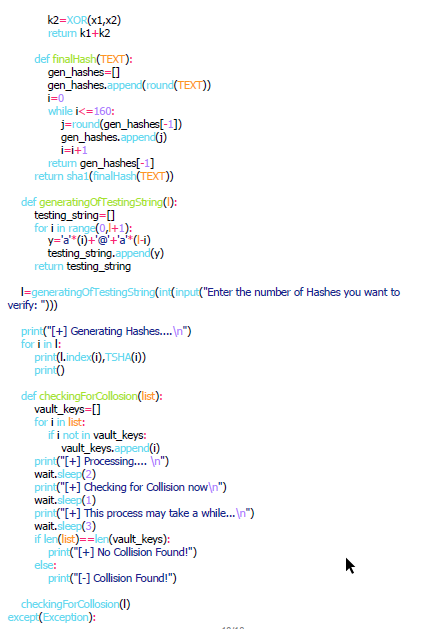 k2=XOR(x1,x2)
return k1+k2
def finalHash(TEXT):
gen_hashes=[]
gen_hashes.append(round(TEXT))
i=0
while i<=160:
j=round(gen_hashes[-1])
gen_hashes.append(j)
i=i+1
return gen_hashes[-1]
return sha1(finalHash(TEXT))
def generatingOfTestingString(l):
testing_string=[]
for i in range(0,l+1):
y='a'*(i)+'@'+'a'*(l-i)
testing_string.append(y)
return testing_string
l=generatingOfTestingString(int(input("Enter the number of Hashes you want to
verify: ")))
print("[+] Generating Hashes....\n")
for i in l:
print(l.index(i),TSHA(i))
print()
def checkingForCollosion(list):
vault_keys=[]
for i in list:
if i not in vault_keys:
vault_keys.append(i)
print("[+] Processing.... \n")
wait.sleep(2)
print("[+] Checking for Collision now\n")
wait.sleep(1)
print("[+] This process may take a while...\n")
wait.sleep(3)
if len(list)==len(vault_keys):
print("[+] No Collision Found!")
else:
print("[-] Collision Found!")
checkingForCollosion(l)
except(Exception):